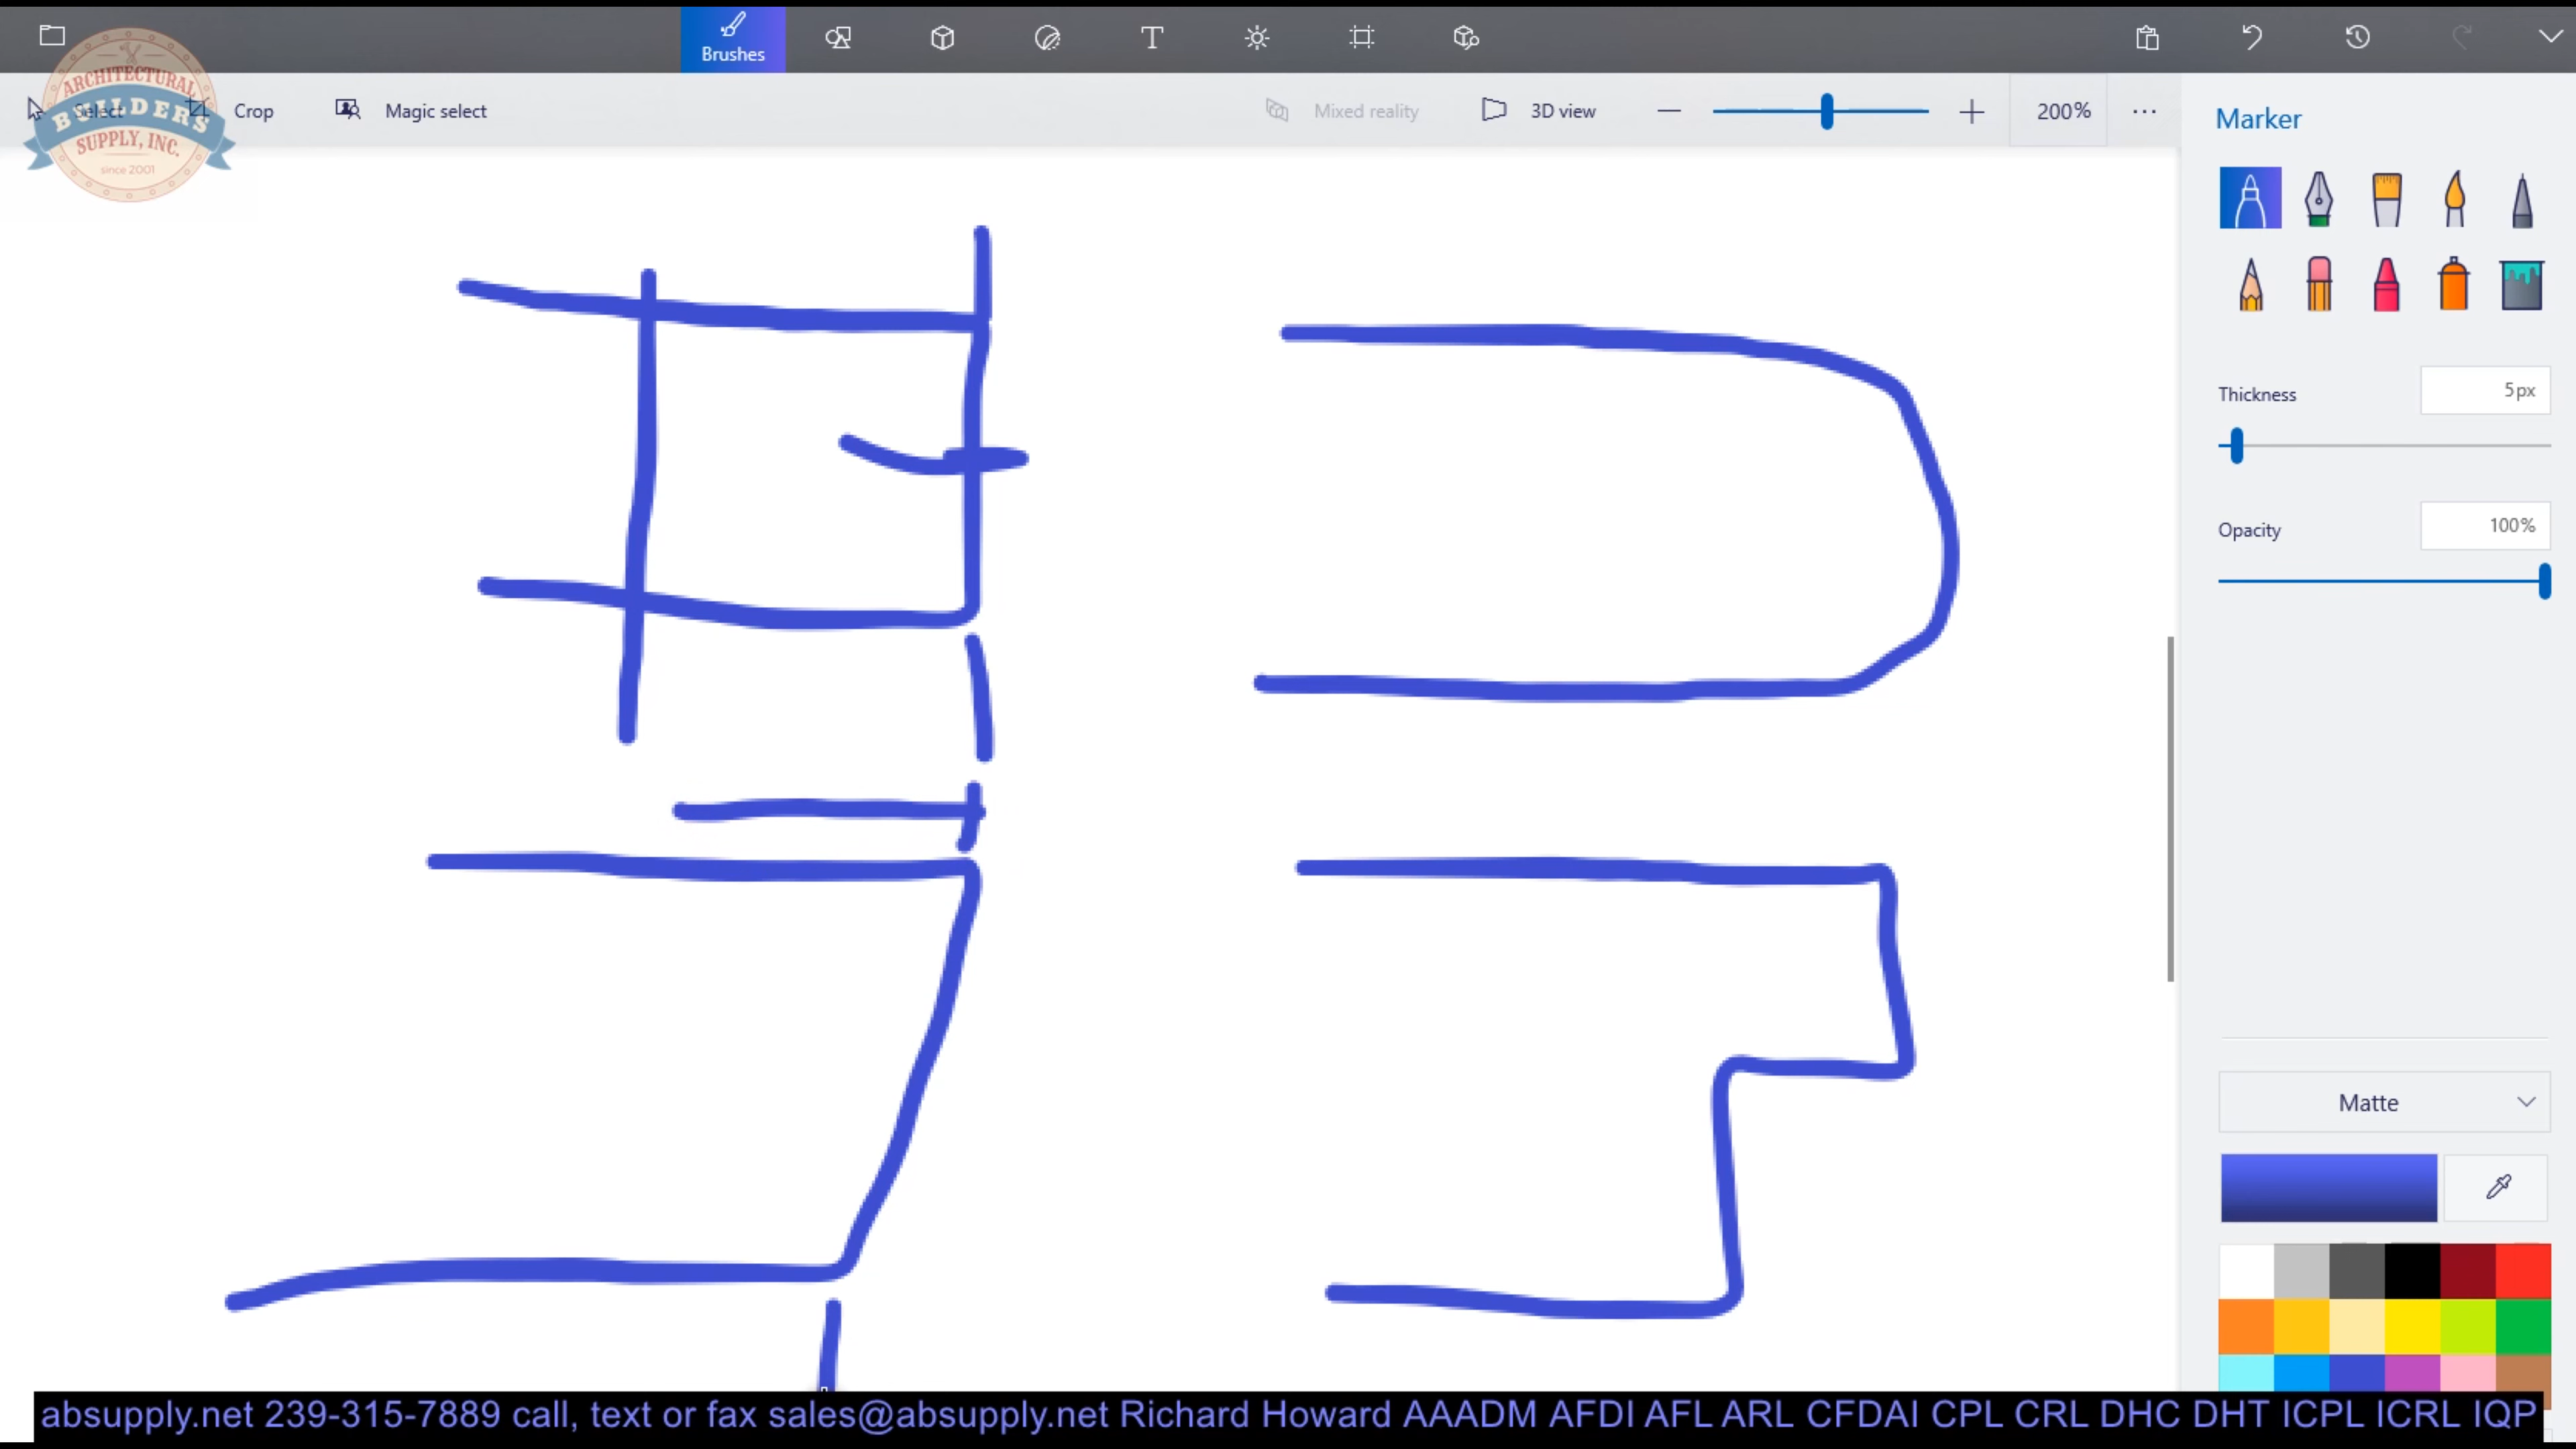 Brushes
ARCHITECTURAL
BUILDERS
SUPPLY, INC.
since 2001
Select
Crop
Magic select
Mixed reality
3D view
200%
Marker
Thickness
5px
Opacity
100%
Matte
absupply.net 239-315-7889 call, text or fax sales@absupply.net Richard Howard AAADM AFDI AFL ARL CFDAI CPL CRL DHC DHT ICPL ICRL IQP